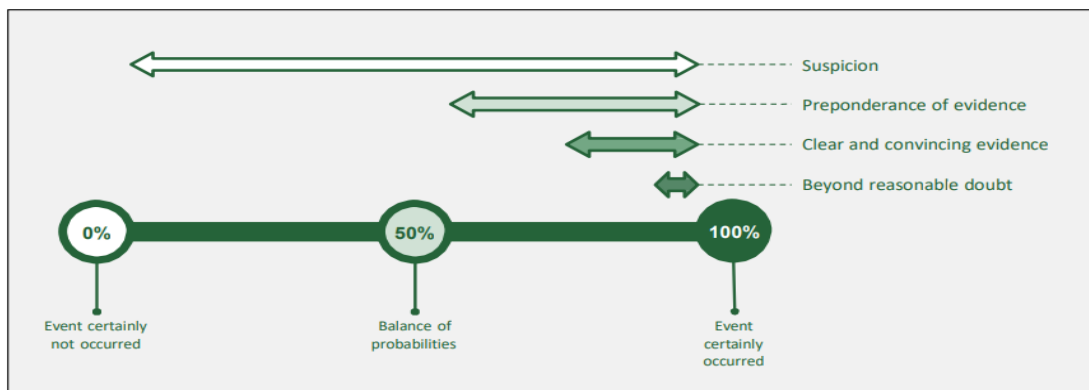 Suspicion
Preponderance of evidence
Clear and convincing evidence
Beyond reasonable doubt
0%
50%
100%
Event certainly
not occurred
Balance of
probabilities
Event
certainly
occurred